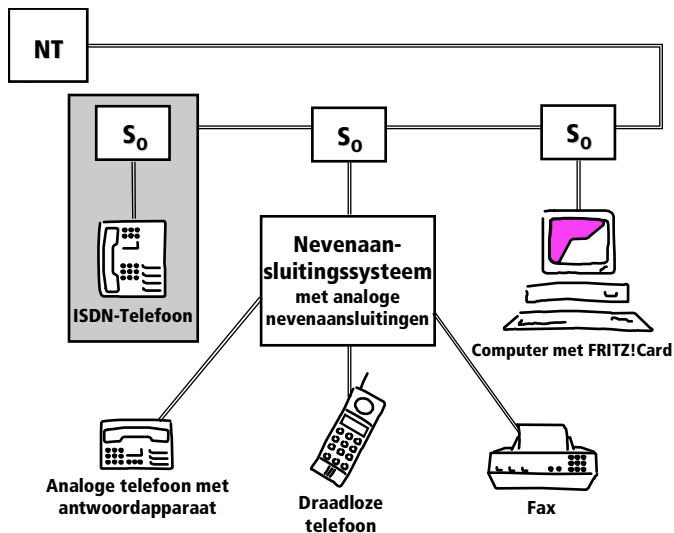 NT
S0
S0
S0
Nevenaan-
sluitingssysteem
met analoge
nevenaansluitingen
ISDN-Telefoon
Computer met FRITZ!Card
Analoge telefoon met
antwoordapparaat
Draadloze
telefoon
Fax